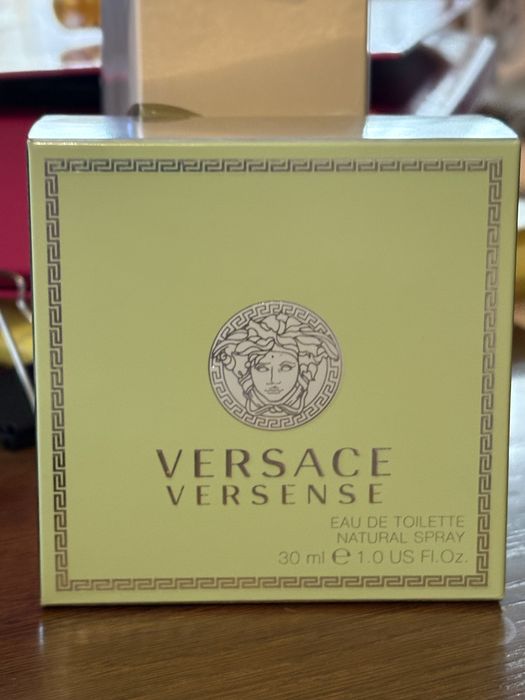 VERSACE
VERSENSE
EAU DE TOILETTE
NATURAL SPRAY
30 ml ℮ 1.0 US Fl.Oz.